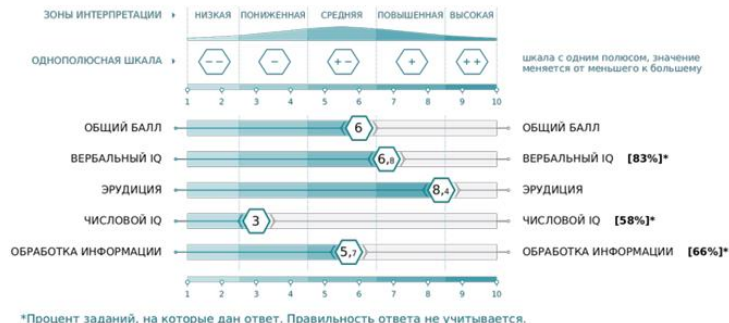 ЗОНЫ ИНТЕРПРЕТАЦИИ НИЗКАЯ ПОНИЖЕННАЯ СРЕДНЯЯ ПОВЫШЕННАЯ ВЫСОКАЯ
ОДНОПОЛЮСНАЯ ШКАЛА – – – + – + + + шкала с одним полюсом, значение
меняется от меньшего к большему
1 2 3 4 5 6 7 8 9 10
ОБЩИЙ БАЛЛ 6 ОБЩИЙ БАЛЛ
ВЕРБАЛЬНЫЙ IQ 6,8 ВЕРБАЛЬНЫЙ IQ [83%]*
ЭРУДИЦИЯ 8,4 ЭРУДИЦИЯ
ЧИСЛОВОЙ IQ 3 ЧИСЛОВОЙ IQ [58%]*
ОБРАБОТКА ИНФОРМАЦИИ 5,7 ОБРАБОТКА ИНФОРМАЦИИ [66%]*
1 2 3 4 5 6 7 8 9 10
*Процент заданий, на которые дан ответ. Правильность ответа не учитывается.